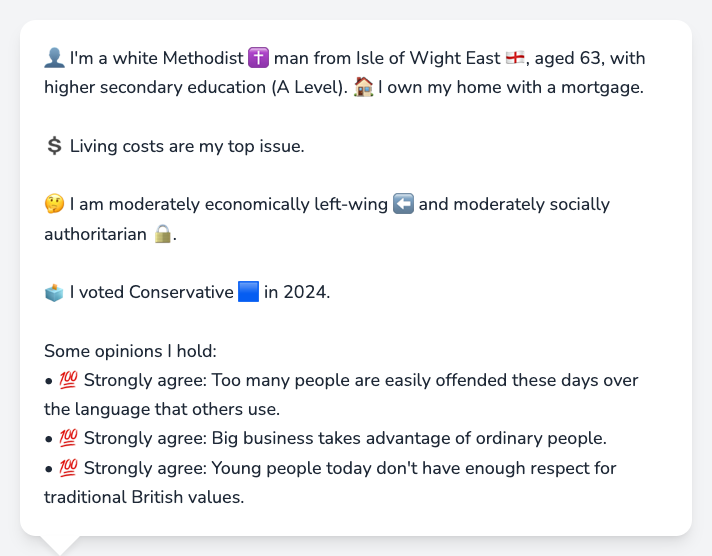 👤 I'm a white Methodist ✝️ man from Isle of Wight East 🏴󠁧󠁢󠁥󠁮󠁧󠁿, aged 63, with
higher secondary education (A Level). 🏠 I own my home with a mortgage.
💲 Living costs are my top issue.
🤔 I am moderately economically left-wing ⬅️ and moderately socially
authoritarian 🔒.
🗳️ I voted Conservative 🟦 in 2024.
Some opinions I hold:
• 💯 Strongly agree: Too many people are easily offended these days over
the language that others use.
• 💯 Strongly agree: Big business takes advantage of ordinary people.
• 💯 Strongly agree: Young people today don't have enough respect for
traditional British values.